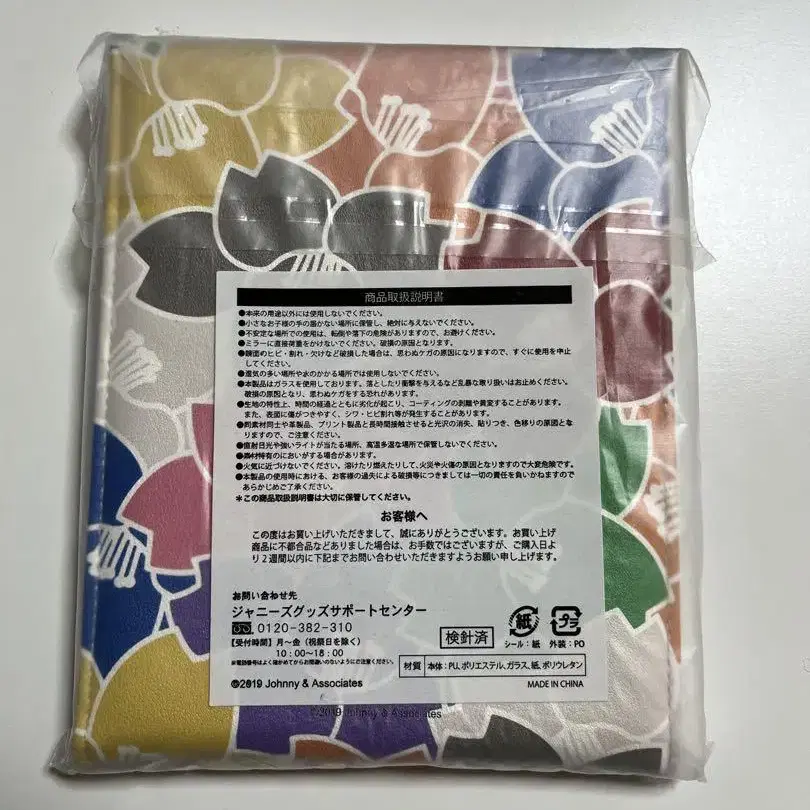 商品取扱説明書
●本来の用途以外には使用しないでください。
●小さなお子様の手の届かない場所に保管し、絶対に与えないでください。
●不安定な場所での使用は、転倒や落下の危険がありますので、お避けください。
●ミラーに直接荷重をかけないでください。破損の原因となります。
●鏡面のヒビ・割れ・欠けなど破損した場合は、思わぬケガの原因になりますので、すぐに使用を中止
してください。
●湿気の多い場所や水のかかる場所では使用しないでください。
●本製品はガラスを使用しております。落としたり衝撃を与えるなど乱暴な取り扱いはお止めください。
破損の原因となり、思わぬケガをする恐れがあります。
●生地の特性上、時間の経過とともに劣化が起こり、コーティングの剥離や黄変することがあります。
また、表面に傷がつきやすく、シワ・ヒビ割れ等が発生することがあります。
●同素材同士や革製品、プリント製品と長時間接触させると光沢の消失、貼りつき、色移りの原因とな
りますので、ご注意ください。
●直射日光や強いライトが当たる場所、高温多湿な場所で保管しないでください。
●素材特有のにおいがする場合があります。
●火気に近づけないでください。溶けたり燃えたりして、火災や火傷の原因となりますので大変危険です。
●本製品の使用時における、お客様の過失による破損等につきましては一切の責任を負いかねますので
あらかじめご了承ください。
＊この商品取扱説明書は大切に保管してください。
お客様へ
この度はお買い上げいただきまして、誠にありがとうございます。お買い上げ
商品に不都合品などありました場合は、お手数ではございますが、ご購入日より
２週間以内に下記までお問い合わせいただきますようお願い申し上げます。
お問い合わせ先
ジャニーズグッズサポートセンター
0120-382-310
【受付時間】月～金（祝祭日を除く）
10：00～18：00
※電話番号はよく確かめてからお間違いのないようにおかけください。
検針済
紙
シール：紙
プラ
外装：PO
材質 本体：PU、ポリエステル、ガラス、紙、ポリウレタン
©2019 Johnny & Associates
MADE IN CHINA
©2019 Johnny & Associates